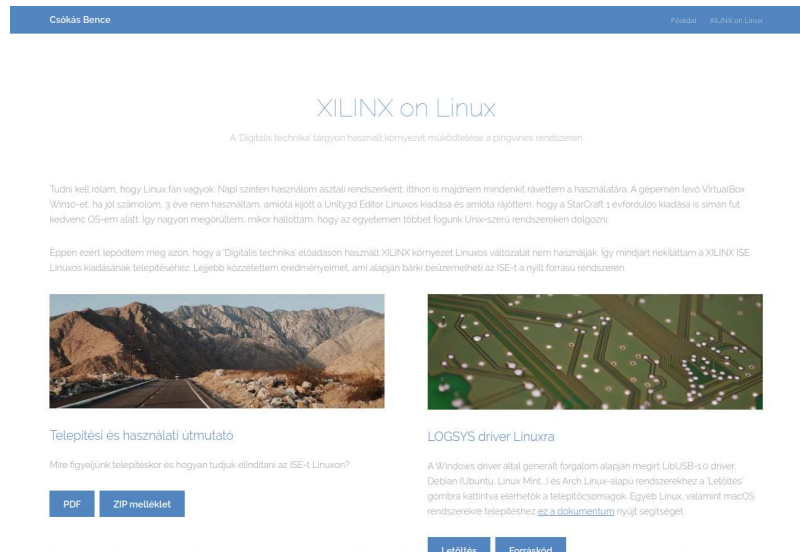 Csókás Bence
Főoldal XILINX on Linux
XILINX on Linux
A 'Digitális technika' tárgyon használt környezet működtetése a pingvines rendszeren
Tudni kell rólam, hogy Linux fan vagyok. Napi szinten használom asztali rendszerként; itthon is majdnem mindenkit rávettem a használatára. A gépemen levő VirtualBox
Win10-et, ha jól számolom, 3 éve nem használtam, amióta kijött a Unity3d Editor Linuxos kiadása és amióta rájöttem, hogy a StarCraft 1 évfordulós kiadása is simán fut
kedvenc OS-em alatt. Így nagyon megörültem, mikor hallottam, hogy az egyetemen többet fogunk Unix-szerű rendszereken dolgozni.
Éppen ezért lepődtem meg azon, hogy a 'Digitális technika' előadáson használt XILINX környezet Linuxos változatát nem használják. Így mindjárt nekiláttam a XILINX ISE
Linuxos kiadásának telepítéséhez. Lejjebb közzétettem eredményeimet, ami alapján bárki beüzemelheti az ISE-t a nyílt forrású rendszeren.
Telepítési és használati útmutató
Mire figyeljünk telepítéskor és hogyan tudjuk elindítani az ISE-t Linuxon?
PDF ZIP melléklet
LOGSYS driver Linuxra
A Windows driver által generált forgalom alapján megírt LibUSB-1.0 driver.
Debian (Ubuntu, Linux Mint...) és Arch Linux-alapú rendszerekhez a 'Letöltés'
gombra kattintva elérhetők a telepítőcsomagok. Egyéb Linux, valamint macOS
rendszerekre telepítéshez ez a dokumentum nyújt segítséget.
Letöltés Forráskód